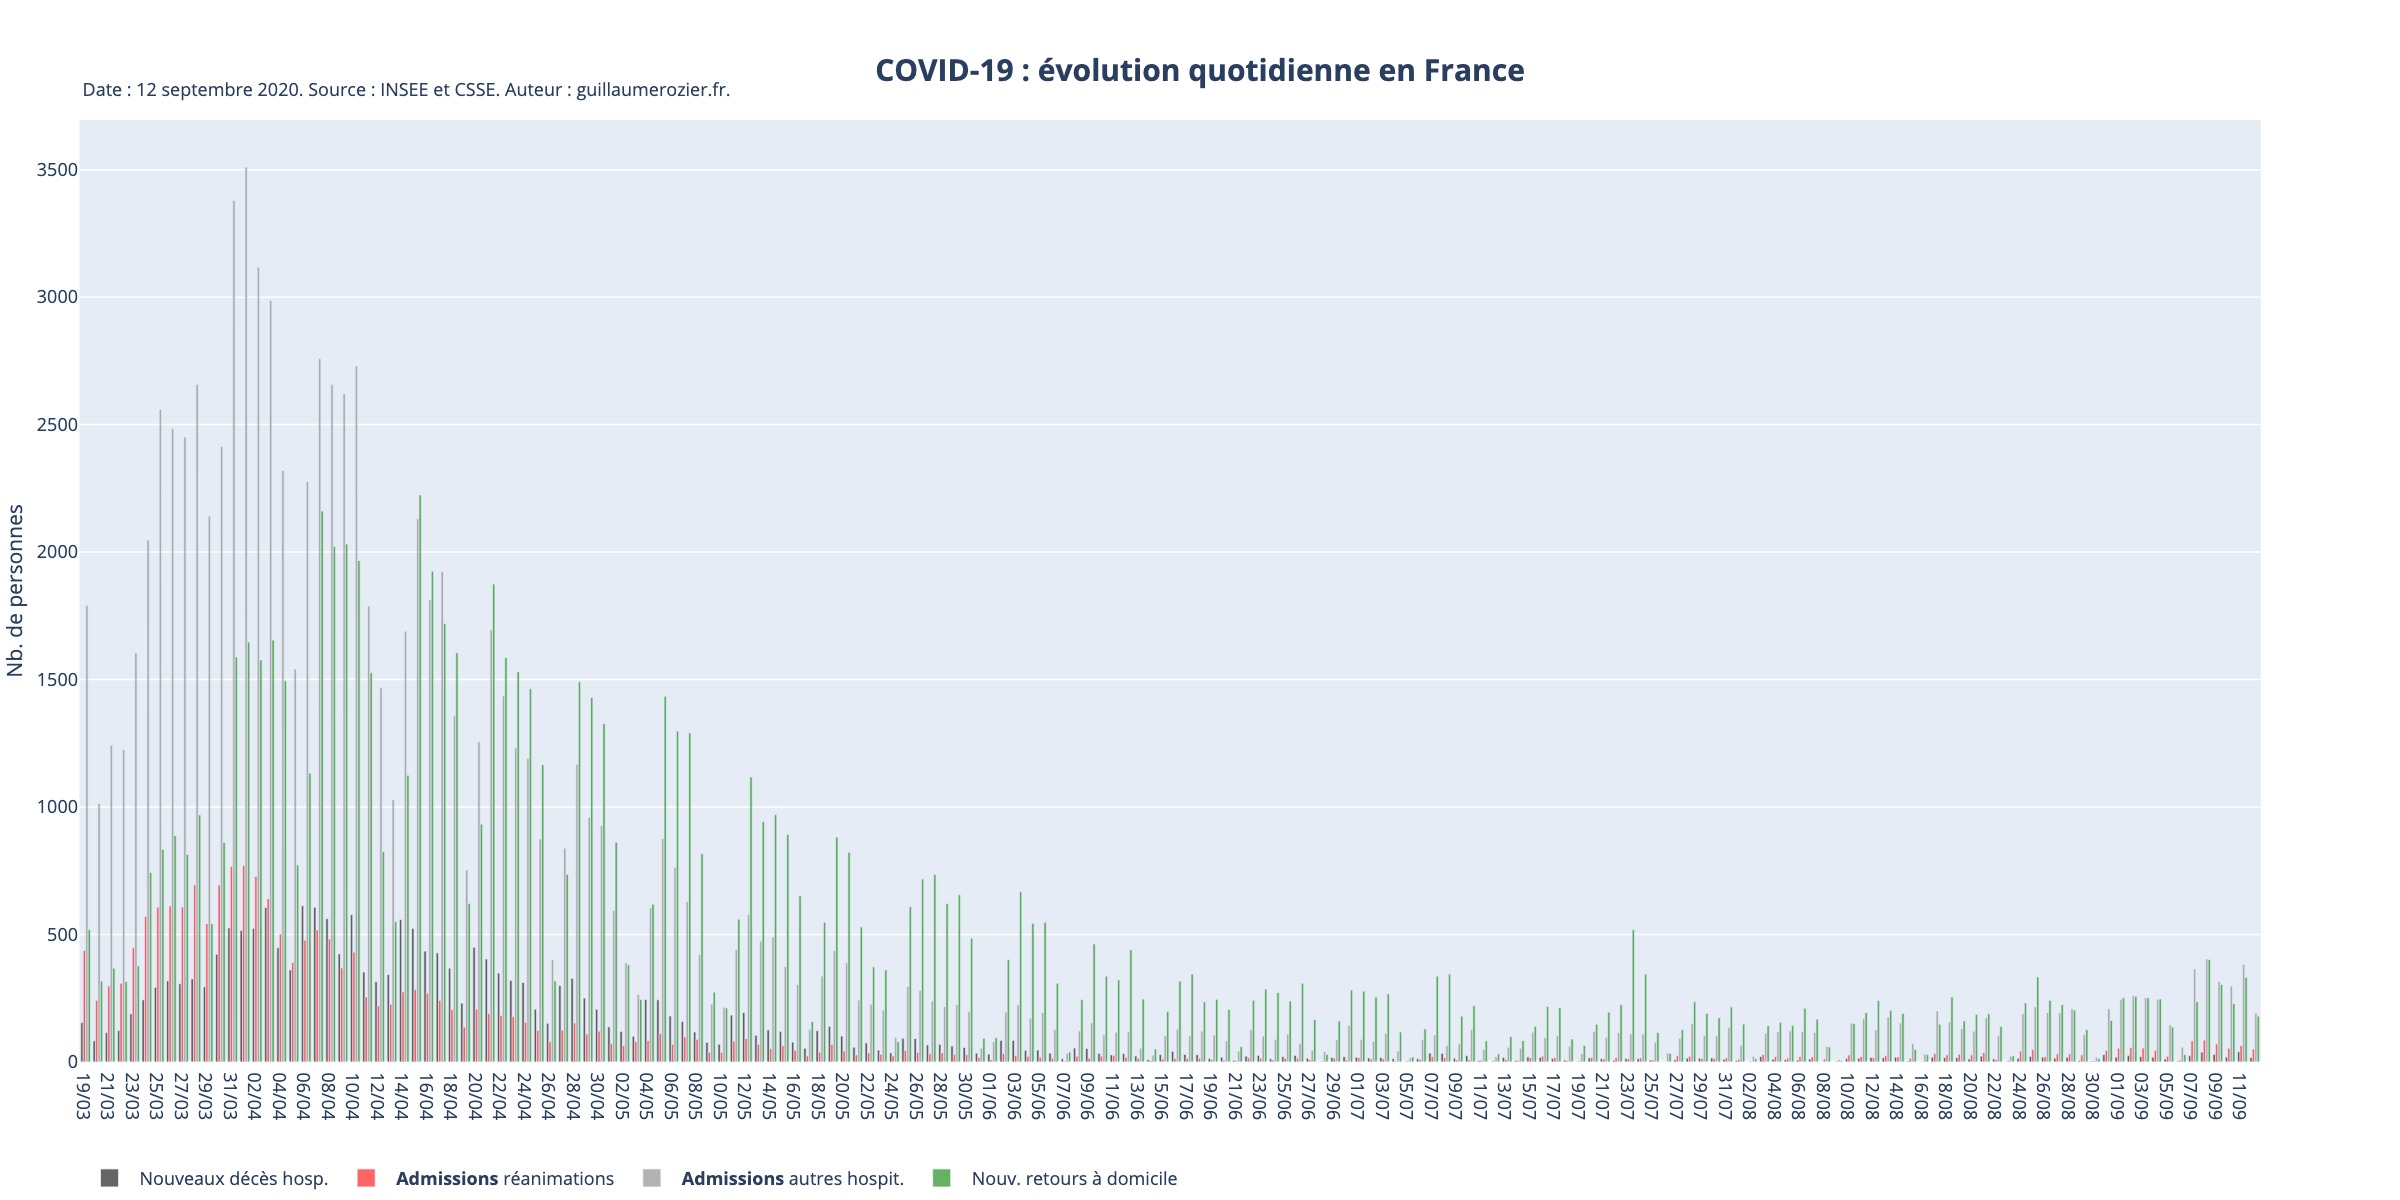 COVID-19 : évolution quotidienne en France
Date : 12 septembre 2020. Source : INSEE et CSSE. Auteur : guillaumerozier.fr.
Nb. de personnes
3500
3000
2500
2000
1500
1000
500
0
19/03 21/03 23/03 25/03 27/03 29/03 31/03 02/04 04/04 06/04 08/04 10/04 12/04 14/04 16/04 18/04 20/04 22/04 24/04 26/04 28/04 30/04 02/05 04/05 06/05 08/05 10/05 12/05 14/05 16/05 18/05 20/05 22/05 24/05 26/05 28/05 30/05 01/06 03/06 05/06 07/06 09/06 11/06 13/06 15/06 17/06 19/06 21/06 23/06 25/06 27/06 29/06 01/07 03/07 05/07 07/07 09/07 11/07 13/07 15/07 17/07 19/07 21/07 23/07 25/07 27/07 29/07 31/07 02/08 04/08 06/08 08/08 10/08 12/08 14/08 16/08 18/08 20/08 22/08 24/08 26/08 28/08 30/08 01/09 03/09 05/09 07/09 09/09 11/09
Nouveaux décès hosp. Admissions réanimations Admissions autres hospit. Nouv. retours à domicile